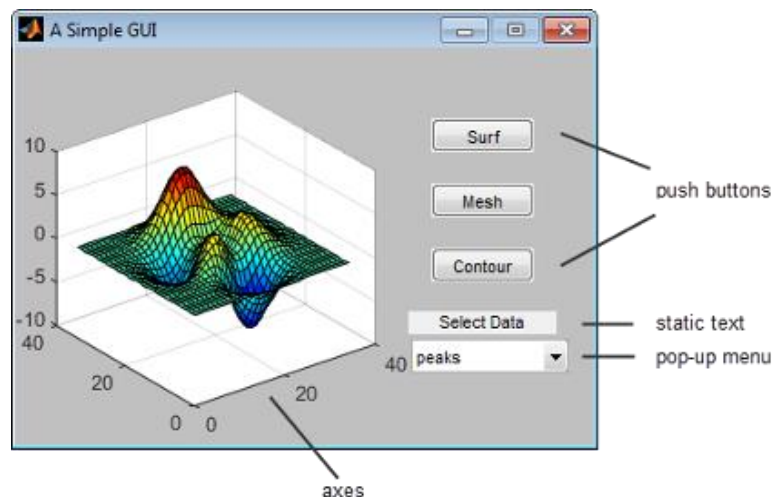 A Simple GUI
Surf
Mesh
Contour
Select Data
peaks
push buttons
static text
pop-up menu
axes
10
5
0
-5
-10
40
20
0
0
20
40